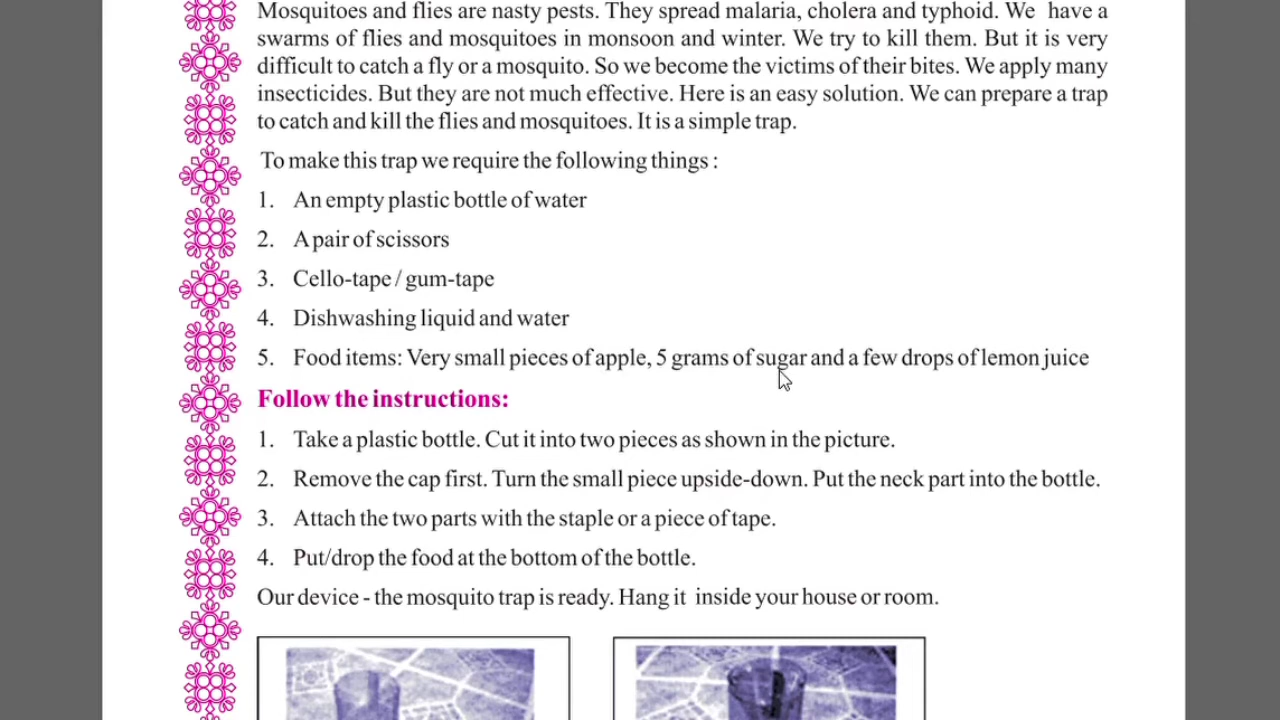 Mosquitoes and flies are nasty pests. They spread malaria, cholera and typhoid. We have a
swarms of flies and mosquitoes in monsoon and winter. We try to kill them. But it is very
difficult to catch a fly or a mosquito. So we become the victims of their bites. We apply many
insecticides. But they are not much effective. Here is an easy solution. We can prepare a trap
to catch and kill the flies and mosquitoes. It is a simple trap.
To make this trap we require the following things :
1. An empty plastic bottle of water
2. A pair of scissors
3. Cello-tape / gum-tape
4. Dishwashing liquid and water
5. Food items: Very small pieces of apple, 5 grams of sugar and a few drops of lemon juice
Follow the instructions:
1. Take a plastic bottle. Cut it into two pieces as shown in the picture.
2. Remove the cap first. Turn the small piece upside-down. Put the neck part into the bottle.
3. Attach the two parts with the staple or a piece of tape.
4. Put/drop the food at the bottom of the bottle.
Our device - the mosquito trap is ready. Hang it inside your house or room.